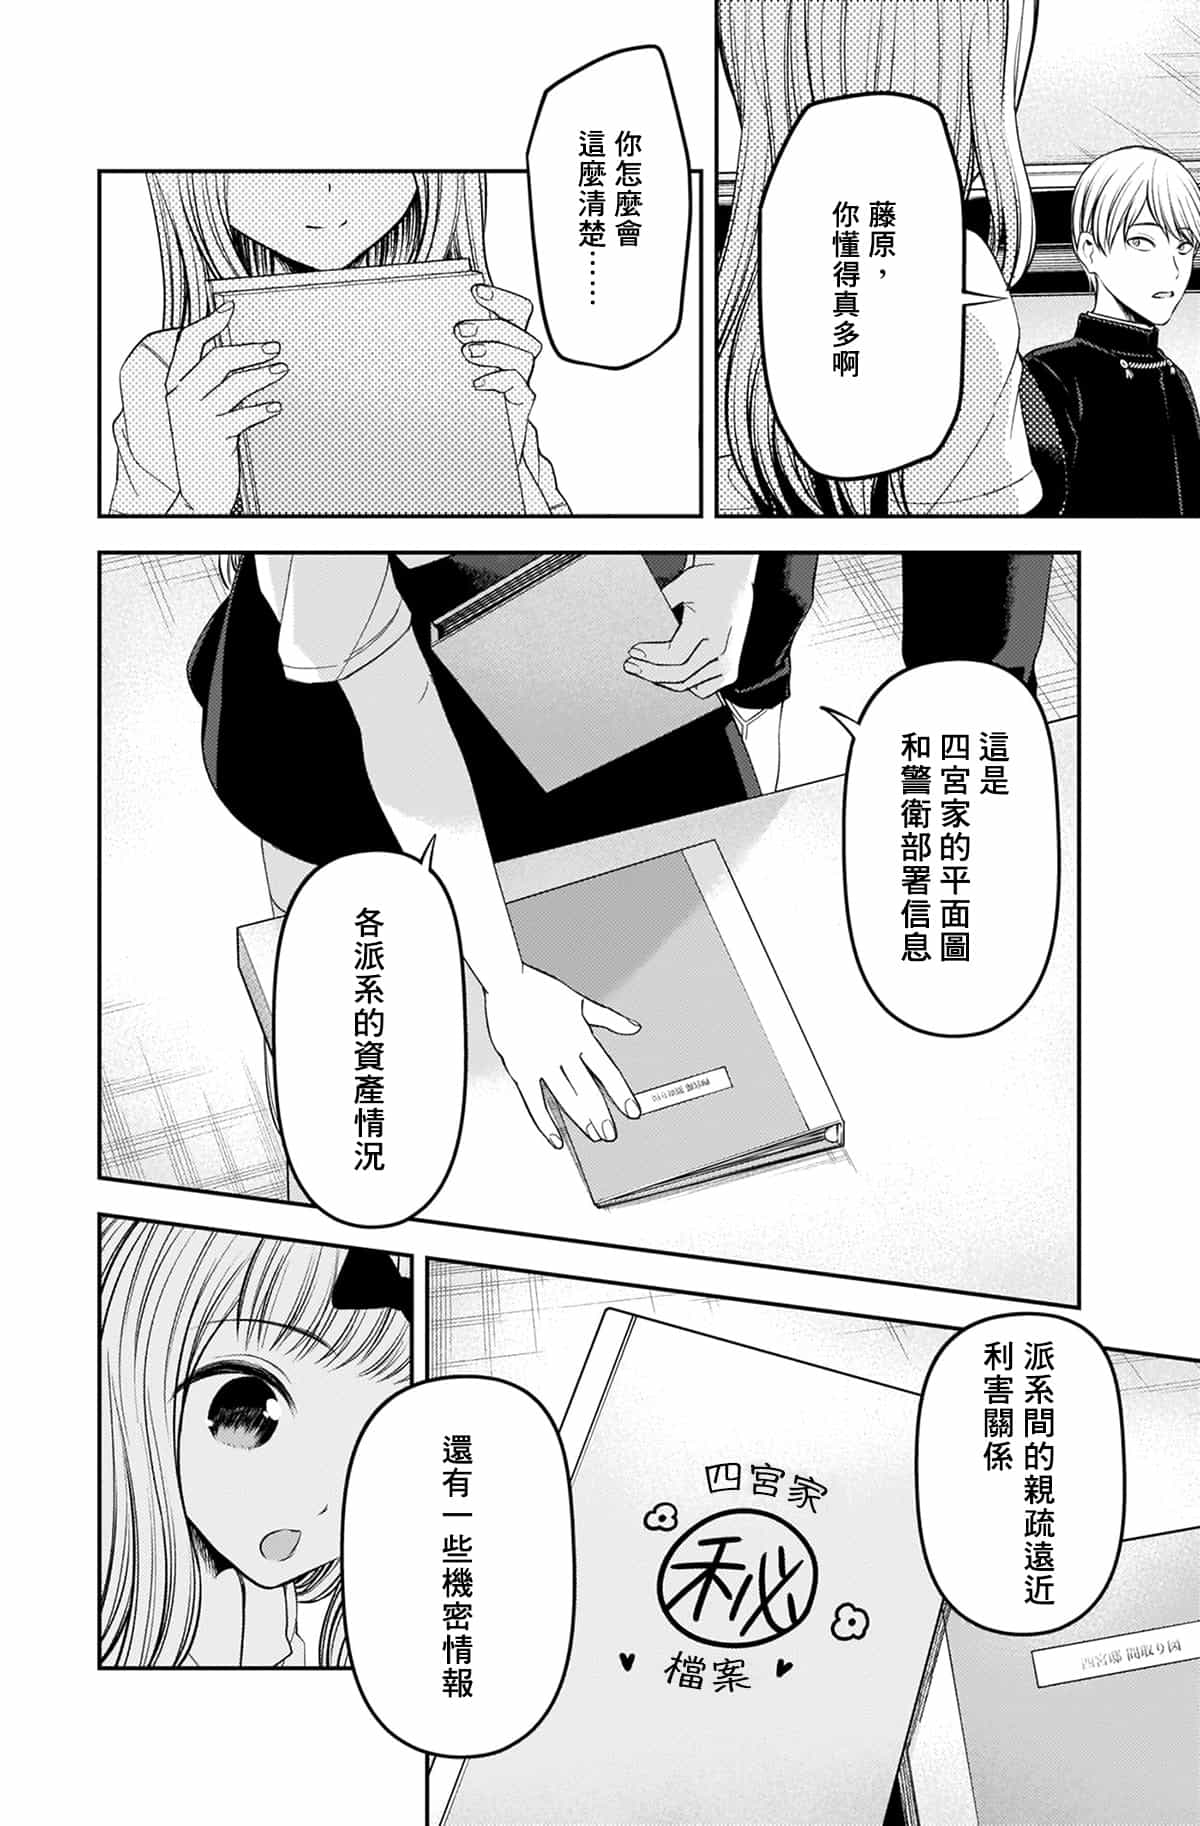 藤原，
你懂得真多啊
你怎麼會
這麼清楚……
這是
四宮家的平面圖
和警衛部署信息
各派系的資產情況
派系間的親疏遠近
利害關係
四宮家
秘
檔案
四宮邸 間取り図
還有一些機密情報